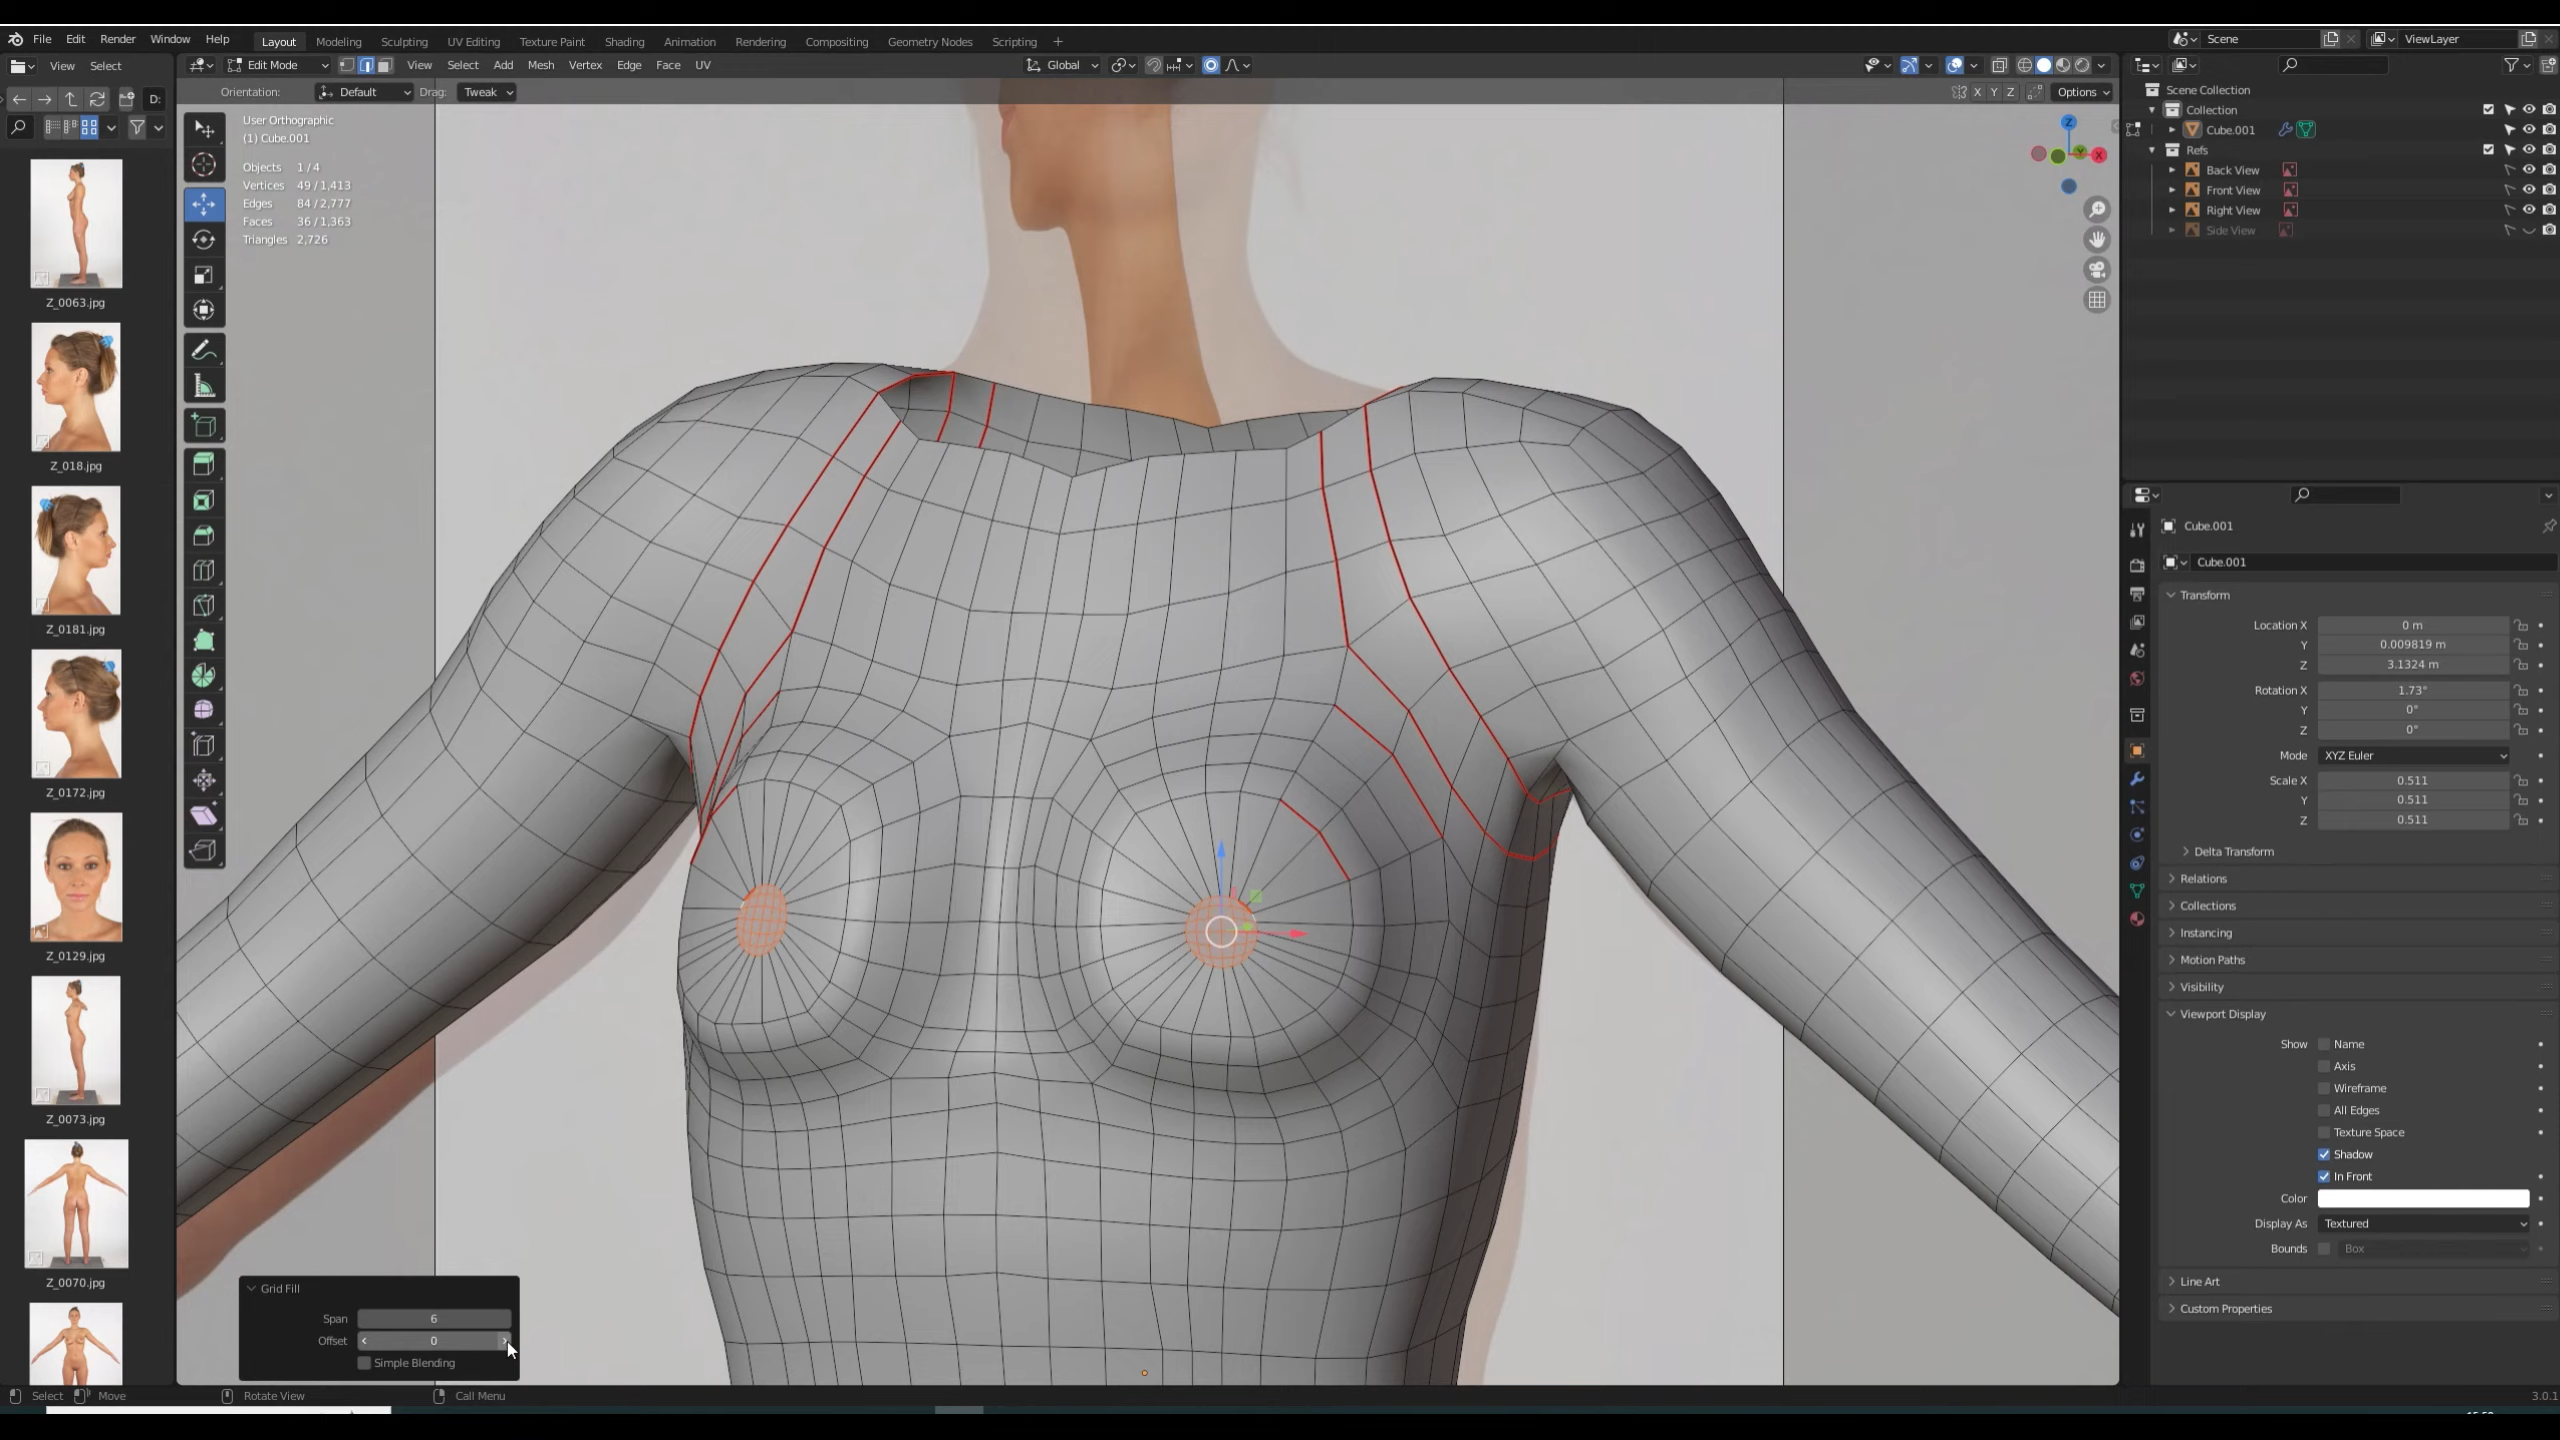 File Edit Render Window Help Layout Modeling Sculpting UV Editing Texture Paint Shading Animation Rendering Compositing Geometry Nodes Scripting + Scene ViewLayer
View Select Edit Mode View Select Add Mesh Vertex Edge Face UV Global
D: Orientation: Default Drag: Tweak X Y Z Options
User Orthographic
(1) Cube.001
Objects 1 / 4
Vertices 49 / 1,413
Edges 84 / 2,777
Faces 36 / 1,363
Triangles 2,726
Z
Y
X
Z_0063.jpg
Z_018.jpg
Z_0181.jpg
Z_0172.jpg
Z_0129.jpg
Z_0073.jpg
Z_0070.jpg
Scene Collection
Collection
Cube.001
Refs
Back View
Front View
Right View
Side View
Cube.001
Cube.001
Transform
Location X 0 m
Y 0.009819 m
Z 3.1324 m
Rotation X 1.73°
Y 0°
Z 0°
Mode XYZ Euler
Scale X 0.511
Y 0.511
Z 0.511
Delta Transform
Relations
Collections
Instancing
Motion Paths
Visibility
Viewport Display
Show Name
Axis
Wireframe
All Edges
Texture Space
Shadow
In Front
Color
Display As Textured
Bounds Box
Line Art
Custom Properties
Grid Fill
Span 6
Offset 0
Simple Blending
Select Move Rotate View Call Menu 3.0.1